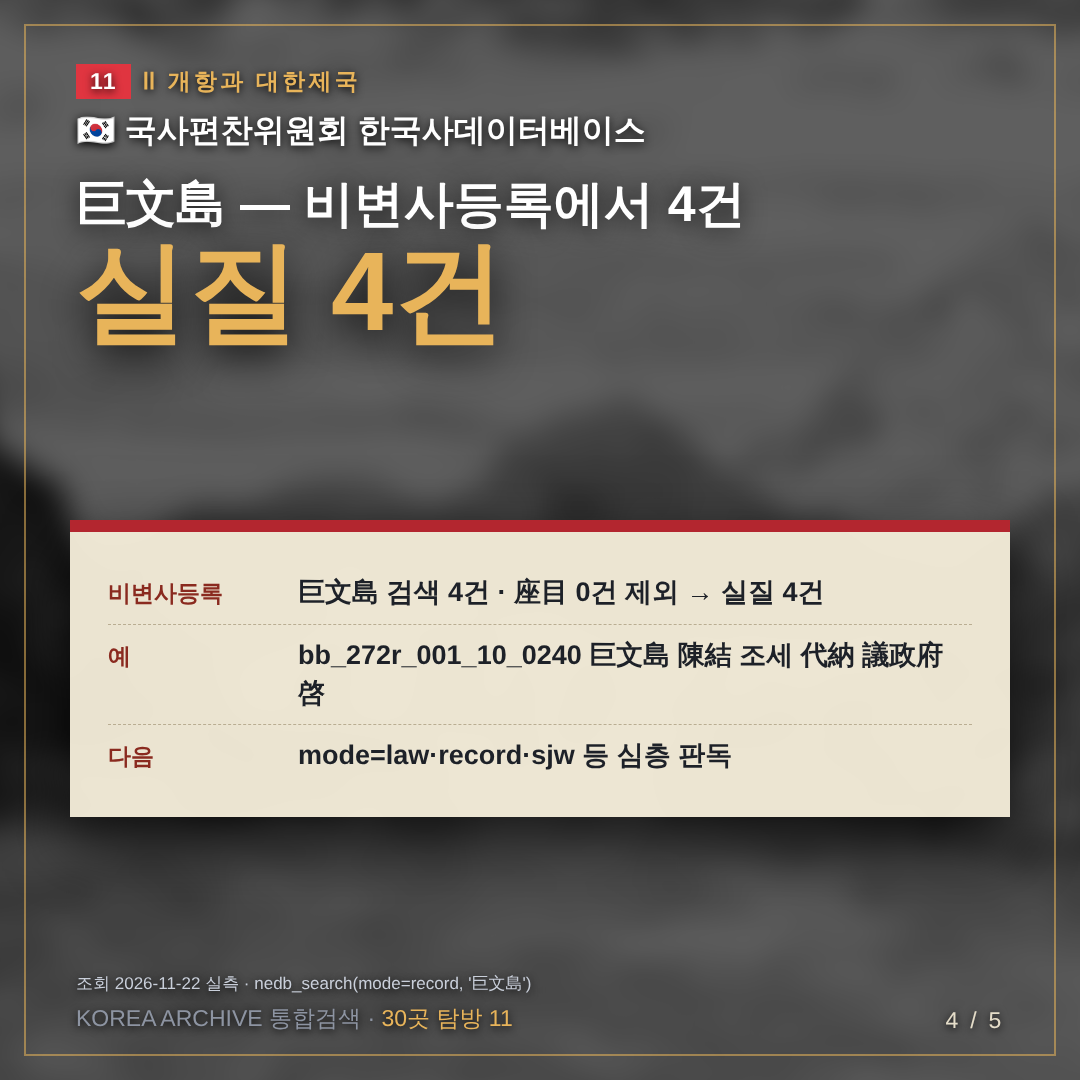 11 Ⅱ 개항과 대한제국
🇰🇷 국사편찬위원회 한국사데이터베이스
巨文島 — 비변사등록에서 4건
실질 4건
비변사등록 巨文島 검색 4건 · 座目 0건 제외 → 실질 4건
예 bb_272r_001_10_0240 巨文島 陳結 조세 代納 議政府
啓
다음 mode=law·record·sjw 등 심층 판독
조회 2026-11-22 실측 · nedb_search(mode=record, '巨文島')
KOREA ARCHIVE 통합검색 · 30곳 탐방 11
4 / 5